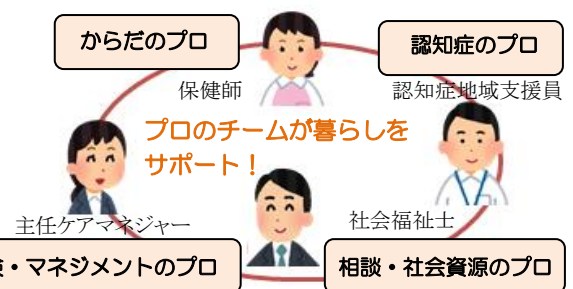 からだのプロ
認知症のプロ
保健師
認知症地域支援員
プロのチームが暮らしを
サポート！
主任ケアマネジャー
社会福祉士
・マネジメントのプロ
相談・社会資源のプロ